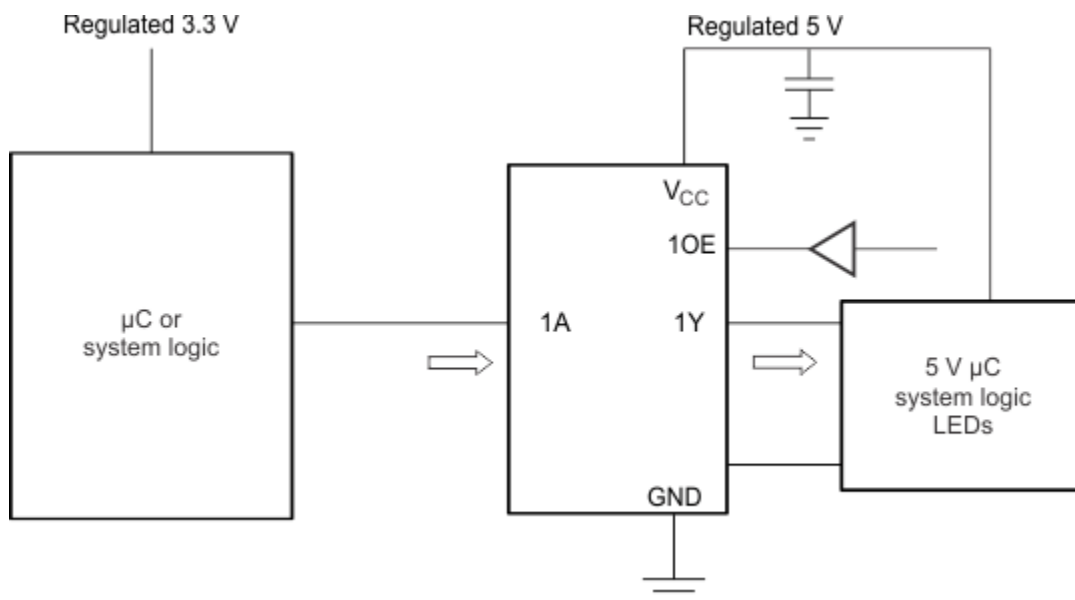 Regulated 3.3 V
Regulated 5 V
VCC
1OE
µC or
system logic
1A
1Y
5 V µC
system logic
LEDs
GND